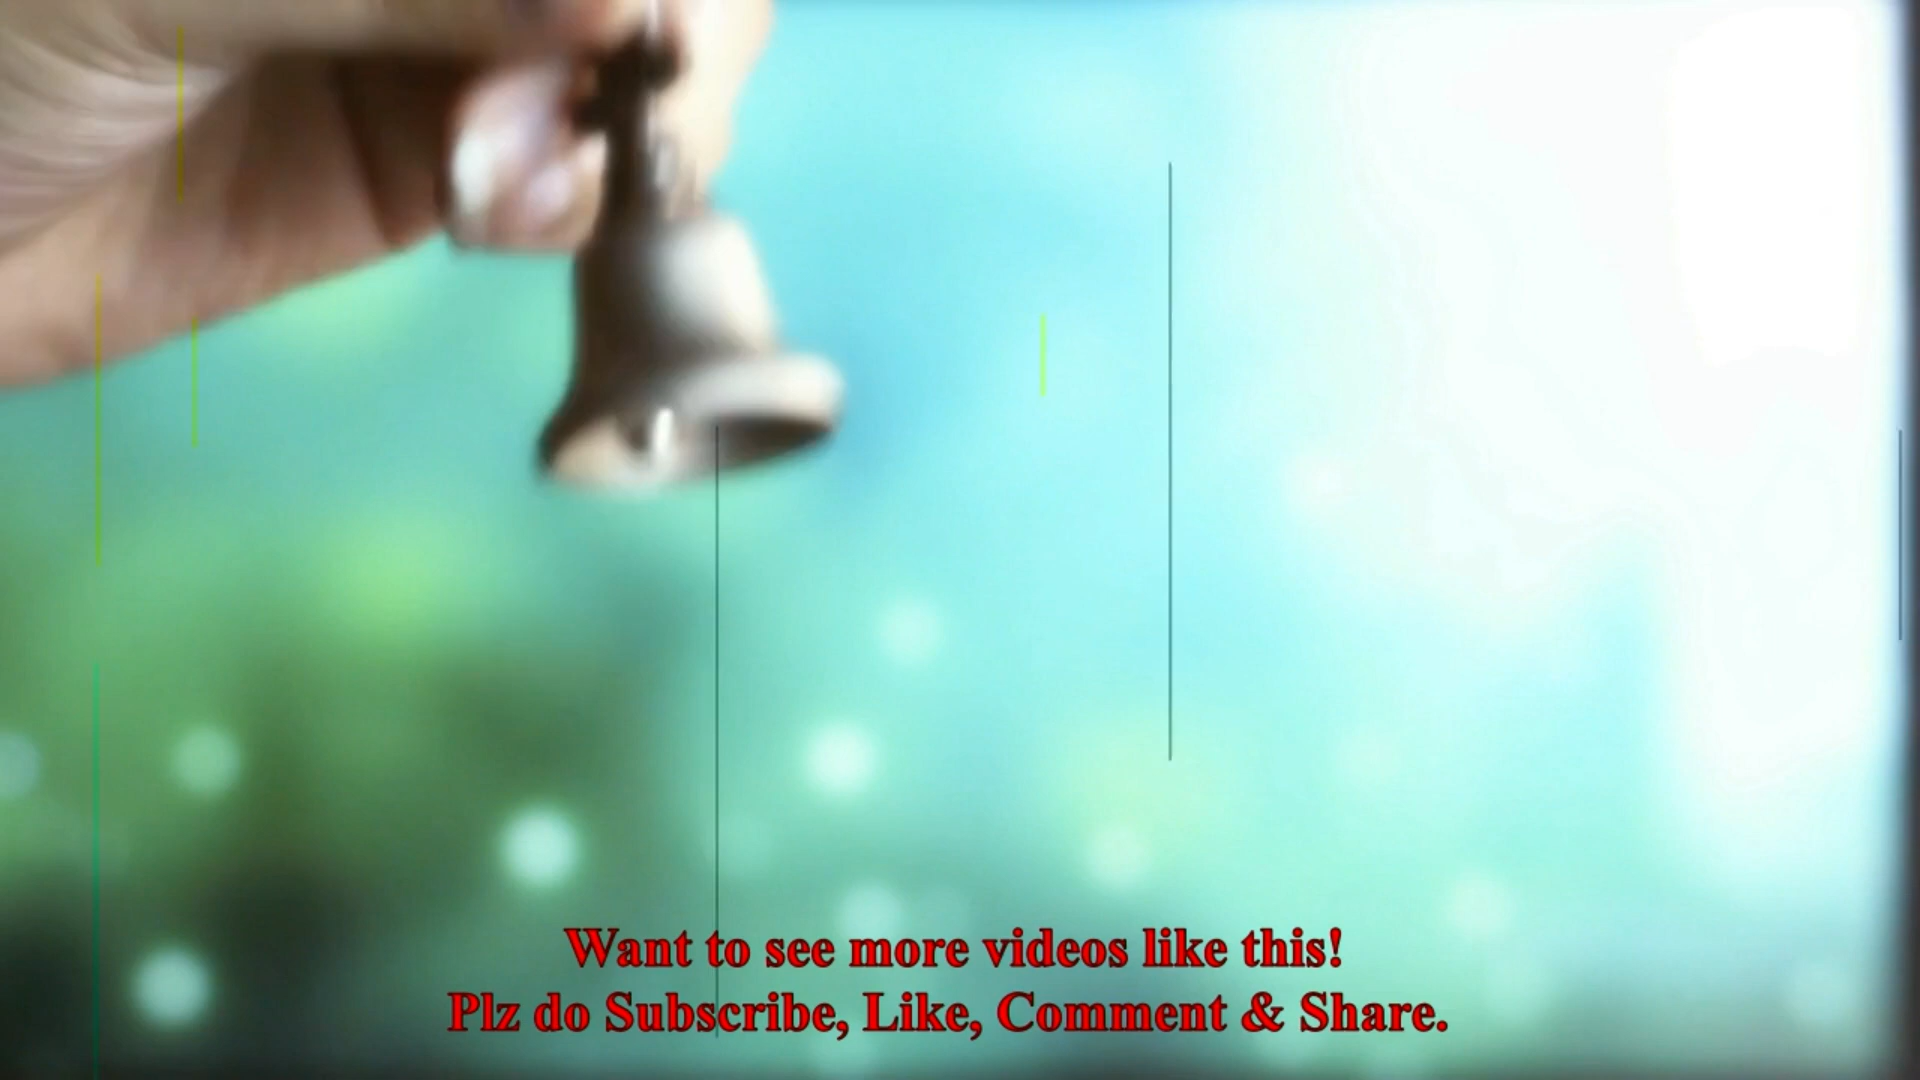 Want to see more videos like this!
Plz do Subscribe, Like, Comment & Share.